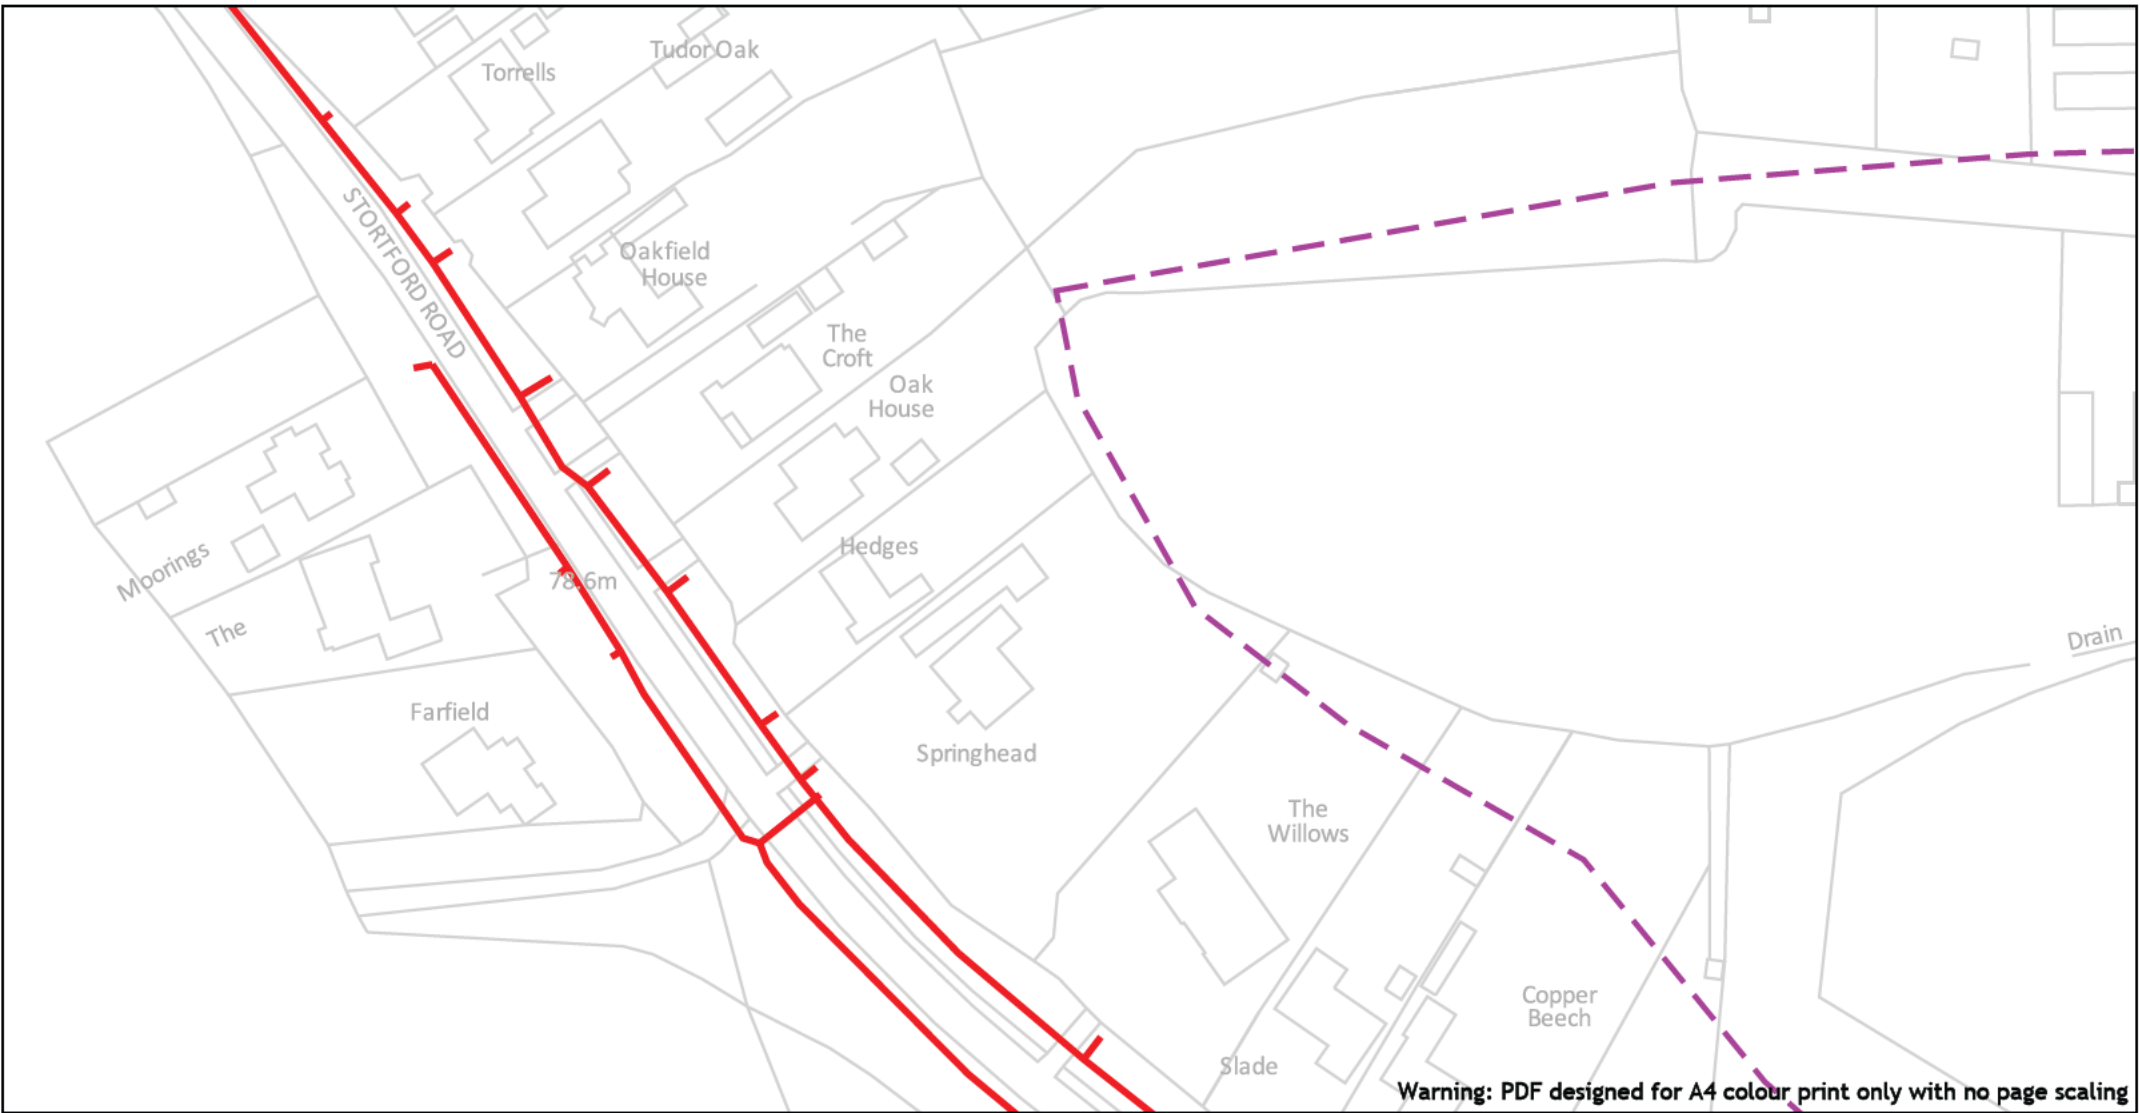 Tudor Oak
Torrells
STORTFORD ROAD
Oakfield
House
The
Croft
Oak
House
Hedges
Moorings
78.6m
The
Drain
Farfield
Springhead
The
Willows
Copper
Beech
Slade
Warning: PDF designed for A4 colour print only with no page scaling